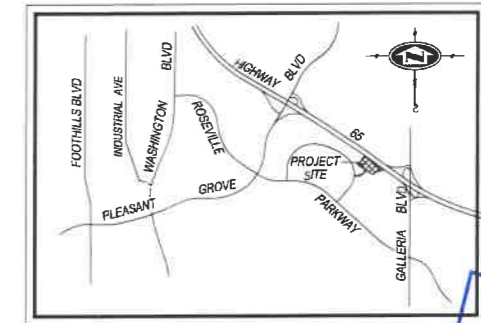 FOOTHILLS BLVD
INDUSTRIAL AVE
WASHINGTON
BLVD
ROSEVILLE
PARKWAY
PLEASANT
GROVE
BLVD
HIGHWAY
65
PROJECT
SITE
GALLERIA
BLVD
N